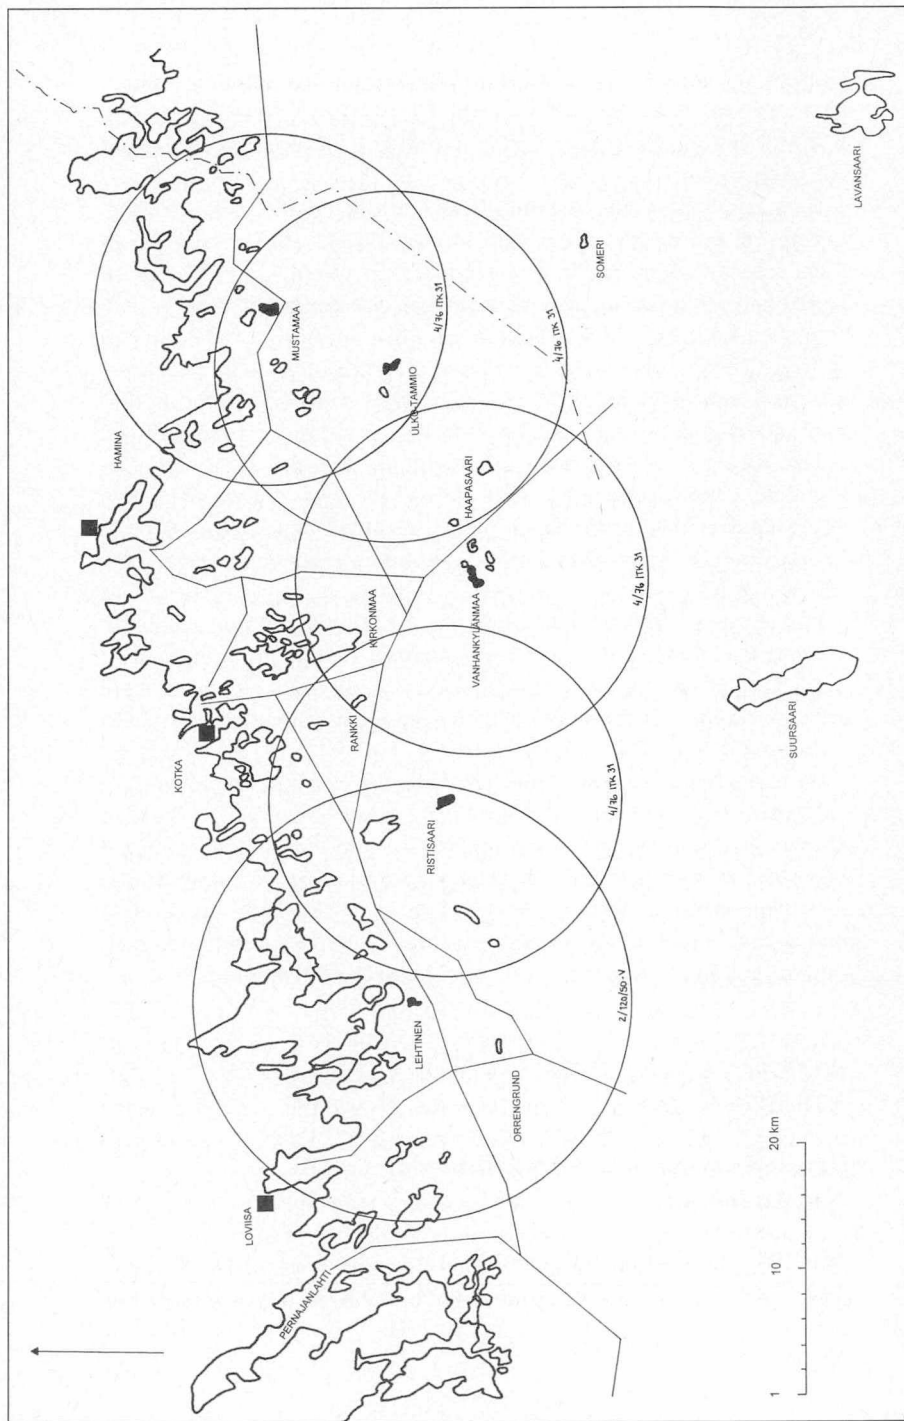 LAVANSAARI
SOMERI
MUSTAMAA
4/76 ITK 31
4/76 ITK 31
ULKO-TAMMIO
HAMINA
HAAPASAARI
KIRKONMAA
VANHANKYLÄNMAA
4/76 ITK 31
SUURSAARI
KOTKA
RANKKI
4/76 ITK 31
RISTISAARI
LEHTINEN
2/120/50-V
ORRENGRUND
LOVIISA
PERNAJANLAHTI
1
10
20 km